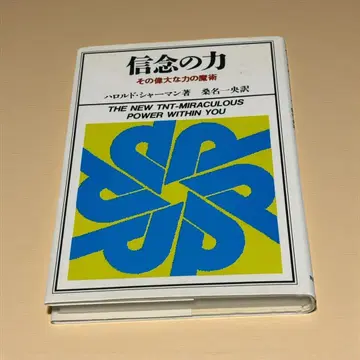 信念の力
その偉大な力の魔術
ハロルド・シャーマン著 桑名一央訳
THE NEW TNT-MIRACULOUS
POWER WITHIN YOU